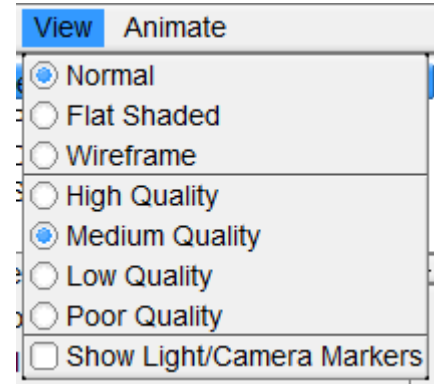 View Animate
Normal
Flat Shaded
Wireframe
High Quality
Medium Quality
Low Quality
Poor Quality
Show Light/Camera Markers